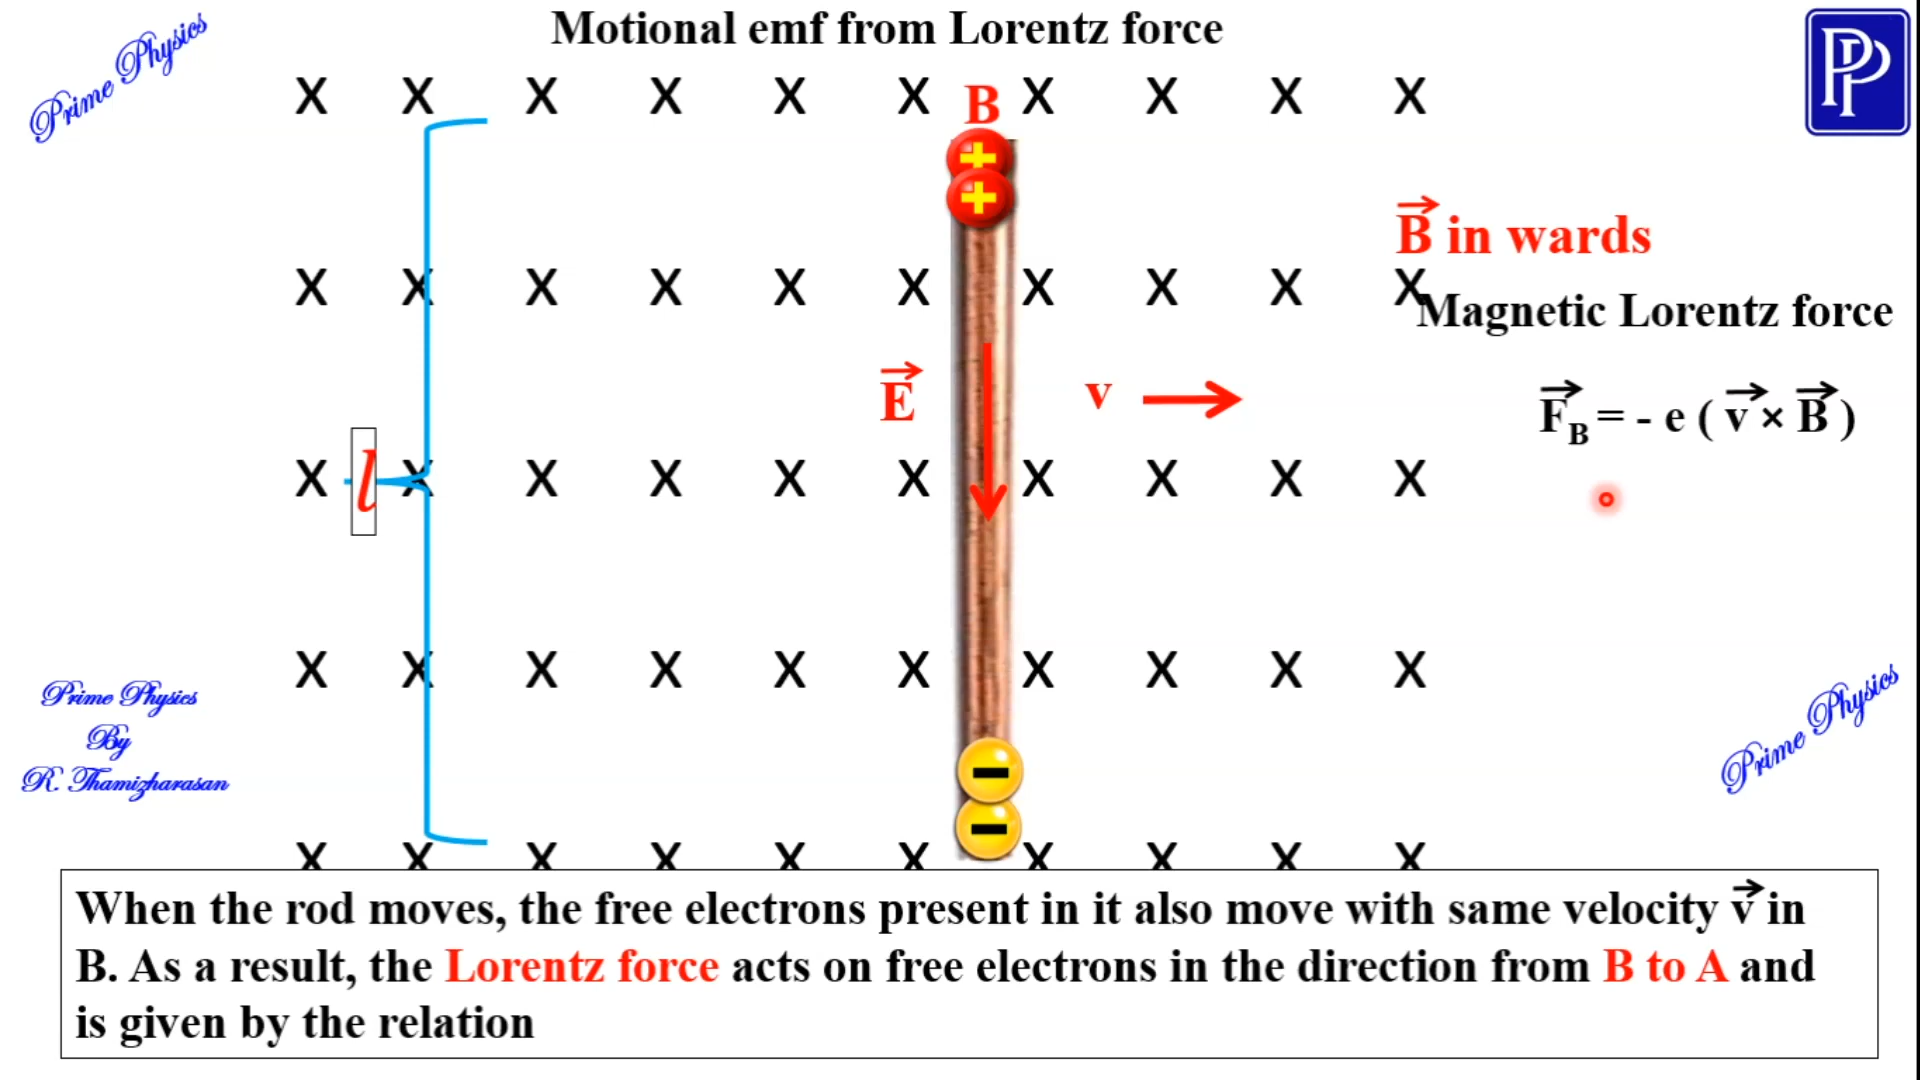 Motional emf from Lorentz force
Prime Physics
PP
X X X X X X B X X X X
+
+
B in wards
X X X X X X X X X X
Magnetic Lorentz force
E v
F_B = - e ( v × B )
X l X X X X X X X X X
X X X X X X X X X X
Prime Physics
By
R. Thamizharasan
Prime Physics
-
-
X X X X X X X X X X
When the rod moves, the free electrons present in it also move with same velocity v in
B. As a result, the Lorentz force acts on free electrons in the direction from B to A and
is given by the relation